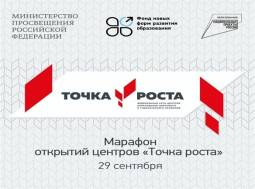 МИНИСТЕРСТВО
ПРОСВЕЩЕНИЯ
РОССИЙСКОЙ
ФЕДЕРАЦИИ
Фонд новых
форм развития
образования
ТОЧКА РОСТА
Марафон
открытий центров «Точка роста»
29 сентября